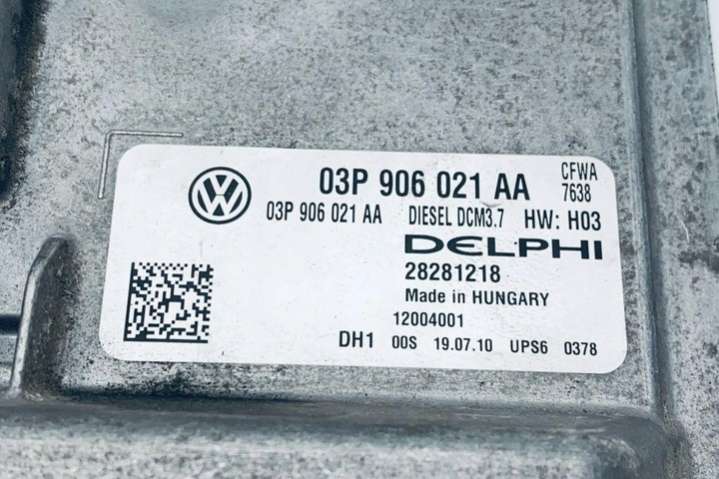 03P 906 021 AA CFWA
7638
03P 906 021 AA DIESEL DCM3.7 HW: H03
DELPHI
28281218
Made in HUNGARY
12004001
DH1 00S 19.07.10 UPS6 0378